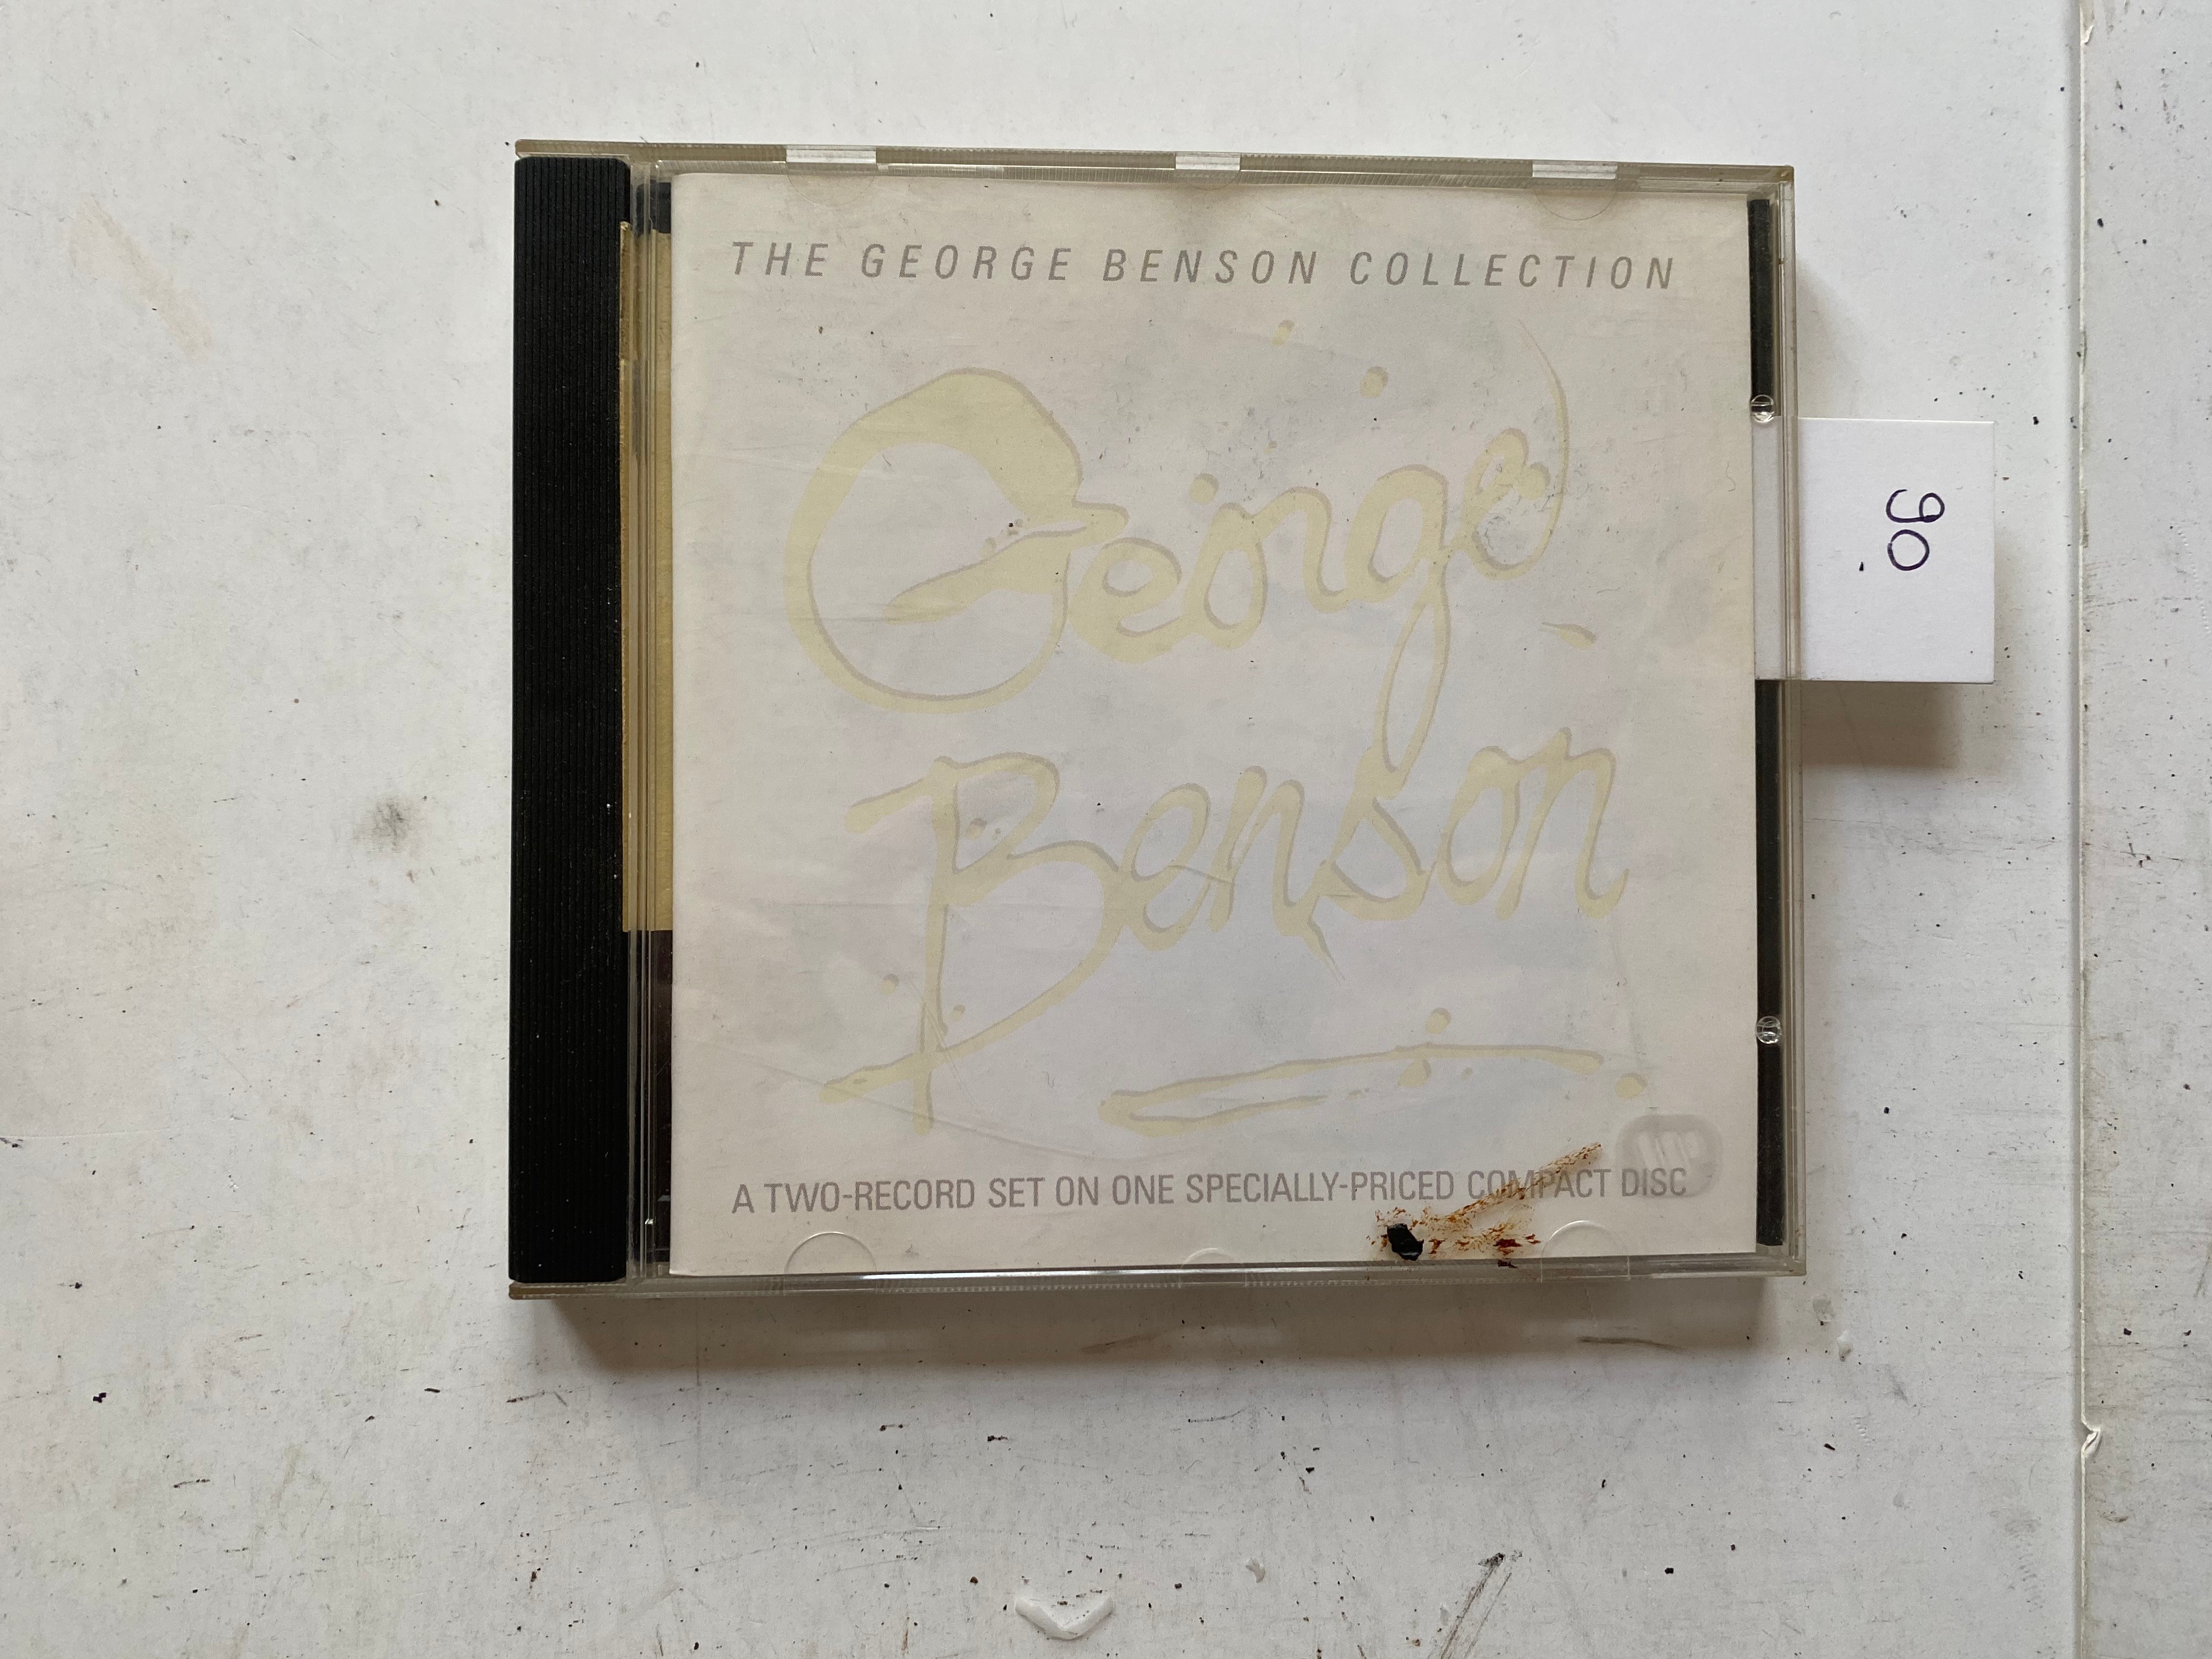 THE GEORGE BENSON COLLECTION
George
Benson
A TWO-RECORD SET ON ONE SPECIALLY-PRICED COMPACT DISC
90